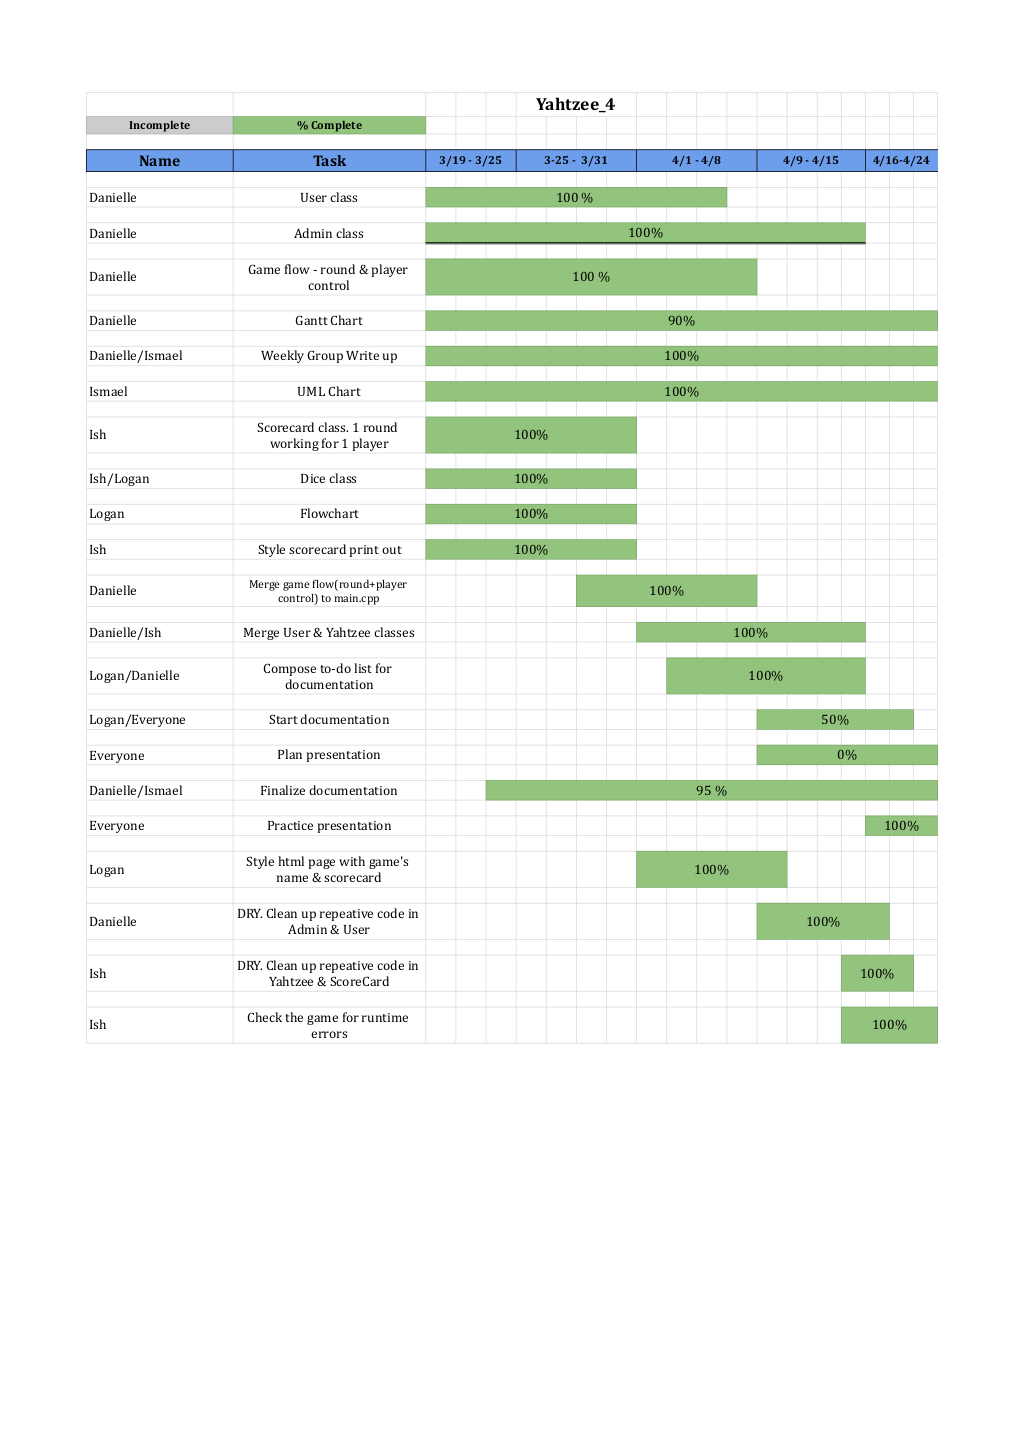 Yahtzee_4
Incomplete % Complete
Name Task 3/19 - 3/25 3-25 - 3/31 4/1 - 4/8 4/9 - 4/15 4/16-4/24
Danielle User class 100 %
Danielle Admin class 100%
Danielle Game flow - round & player 100 %
control
Danielle Gantt Chart 90%
Danielle/Ismael Weekly Group Write up 100%
Ismael UML Chart 100%
Ish Scorecard class. 1 round 100%
working for 1 player
Ish/Logan Dice class 100%
Logan Flowchart 100%
Ish Style scorecard print out 100%
Danielle Merge game flow(round+player 100%
control) to main.cpp
Danielle/Ish Merge User & Yahtzee classes 100%
Logan/Danielle Compose to-do list for 100%
documentation
Logan/Everyone Start documentation 50%
Everyone Plan presentation 0%
Danielle/Ismael Finalize documentation 95 %
Everyone Practice presentation 100%
Logan Style html page with game's 100%
name & scorecard
Danielle DRY. Clean up repeative code in 100%
Admin & User
Ish DRY. Clean up repeative code in 100%
Yahtzee & ScoreCard
Ish Check the game for runtime 100%
errors